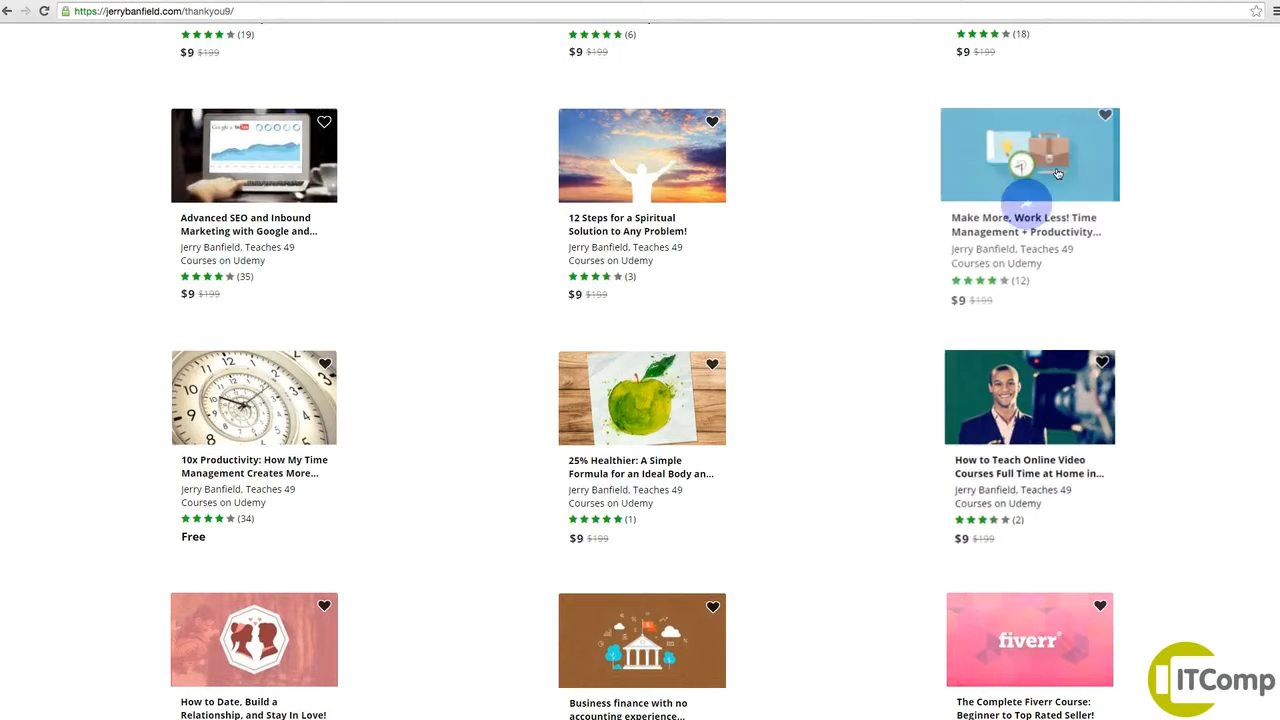 https://jerrybanfield.com/thankyou9/
(19)
$9 $199
(6)
$9 $199
(18)
$9 $199
Advanced SEO and Inbound
Marketing with Google and...
Jerry Banfield, Teaches 49
Courses on Udemy
(35)
$9 $199
12 Steps for a Spiritual
Solution to Any Problem!
Jerry Banfield, Teaches 49
Courses on Udemy
(3)
$9 $199
Make More, Work Less! Time
Management + Productivity...
Jerry Banfield, Teaches 49
Courses on Udemy
(12)
$9 $199
10x Productivity: How My Time
Management Creates More...
Jerry Banfield, Teaches 49
Courses on Udemy
(34)
Free
25% Healthier: A Simple
Formula for an Ideal Body an...
Jerry Banfield, Teaches 49
Courses on Udemy
(1)
$9 $199
How to Teach Online Video
Courses Full Time at Home in...
Jerry Banfield, Teaches 49
Courses on Udemy
(2)
$9 $199
How to Date, Build a
Relationship, and Stay In Love!
Business finance with no
accounting experience...
fiverr
The Complete Fiverr Course:
Beginner to Top Rated Seller!
ITComp